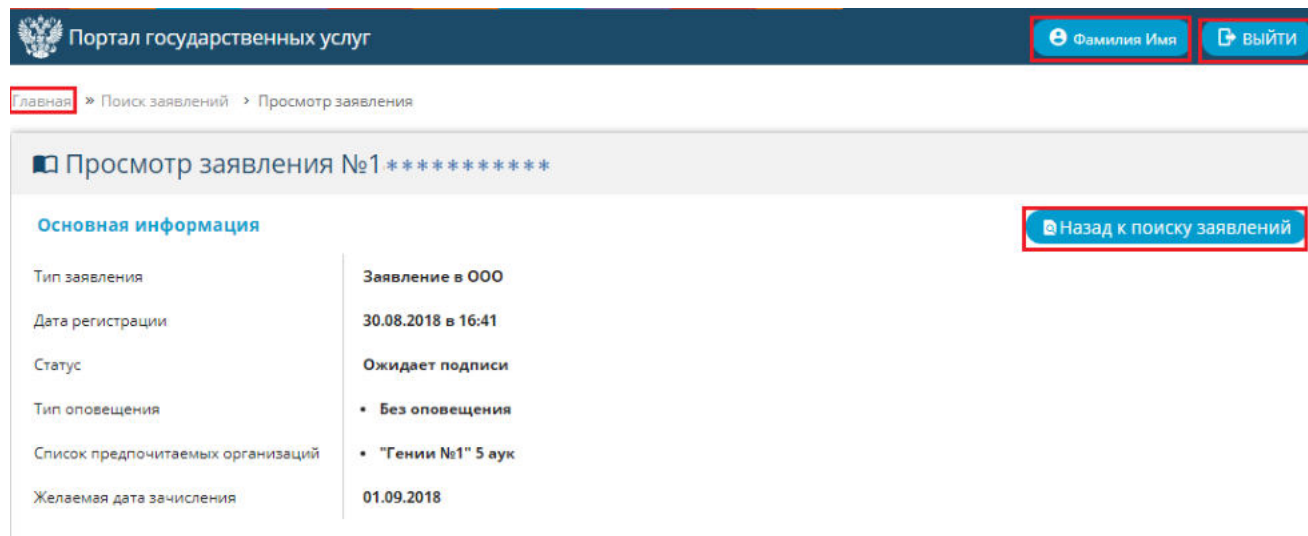 Портал государственных услуг Фамилия Имя ВЫЙТИ
Главная » Поиск заявлений > Просмотр заявления
Просмотр заявления №1***********
Основная информация Назад к поиску заявлений
Тип заявления Заявление в ООО
Дата регистрации 30.08.2018 в 16:41
Статус Ожидает подписи
Тип оповещения • Без оповещения
Список предпочитаемых организаций • "Гении №1" 5 аук
Желаемая дата зачисления 01.09.2018